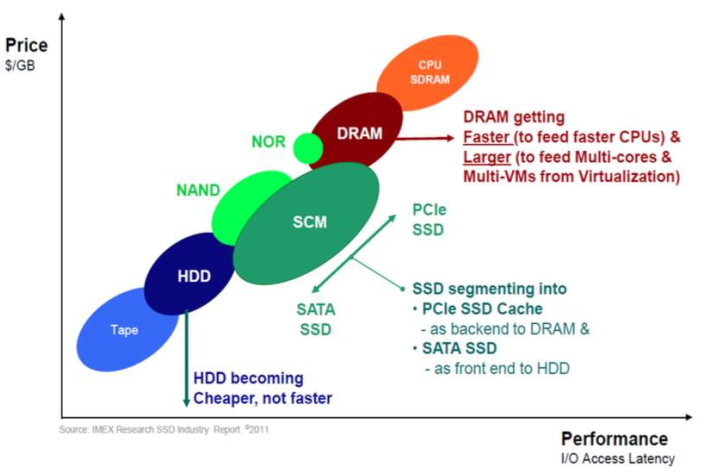 Price
$/GB
CPU
SDRAM
DRAM
NOR
DRAM getting
Faster (to feed faster CPUs) &
Larger (to feed Multi-cores &
Multi-VMs from Virtualization)
NAND
SCM
PCIe
SSD
HDD
SATA
SSD
SSD segmenting into
• PCIe SSD Cache
- as backend to DRAM &
• SATA SSD
- as front end to HDD
Tape
HDD becoming
Cheaper, not faster
Source: IMEX Research SSD Industry Report ©2011
Performance
I/O Access Latency